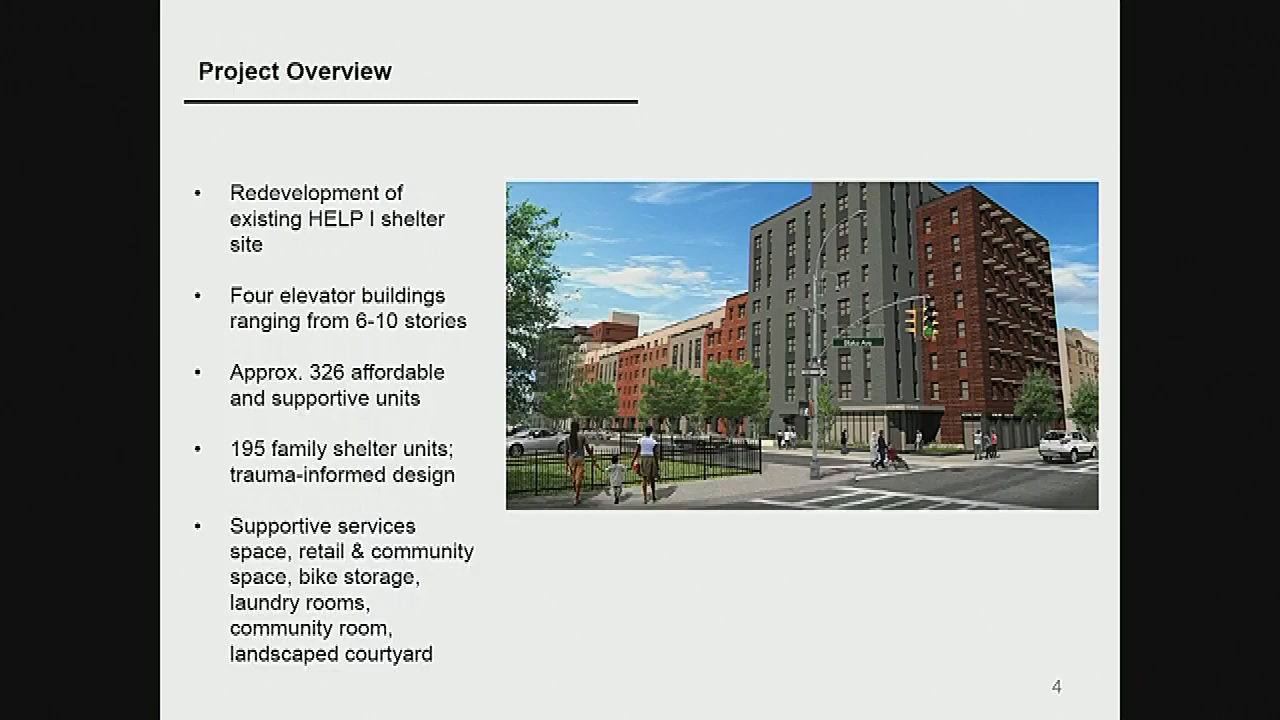 Project Overview
• Redevelopment of
existing HELP I shelter
site
• Four elevator buildings
ranging from 6-10 stories
• Approx. 326 affordable
and supportive units
• 195 family shelter units;
trauma-informed design
• Supportive services
space, retail & community
space, bike storage,
laundry rooms,
community room,
landscaped courtyard
Blake Ave
4